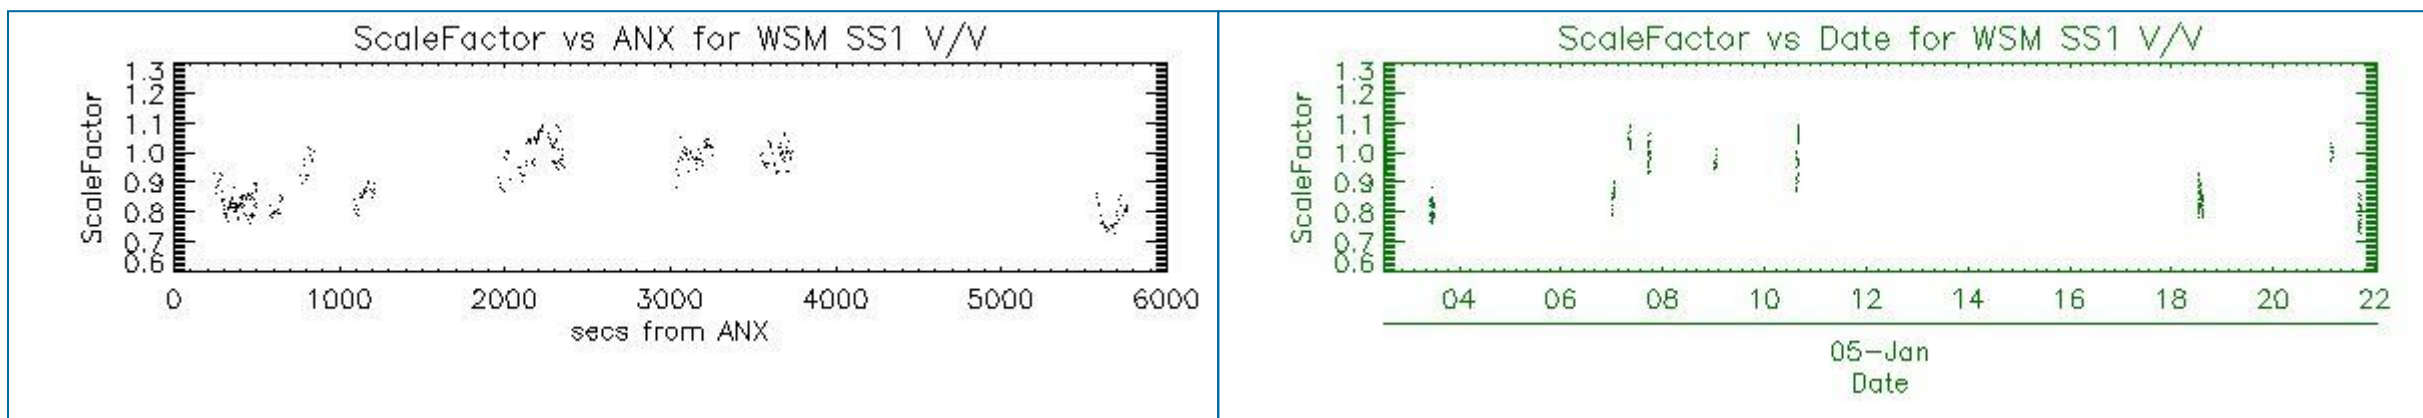 ScaleFactor vs ANX for WSM SS1 V/V
ScaleFactor
1.3
1.2
1.1
1.0
0.9
0.8
0.7
0.6
0 1000 2000 3000 4000 5000 6000
secs from ANX
ScaleFactor vs Date for WSM SS1 V/V
ScaleFactor
1.3
1.2
1.1
1.0
0.9
0.8
0.7
0.6
04 06 08 10 12 14 16 18 20 22
05-Jan
Date